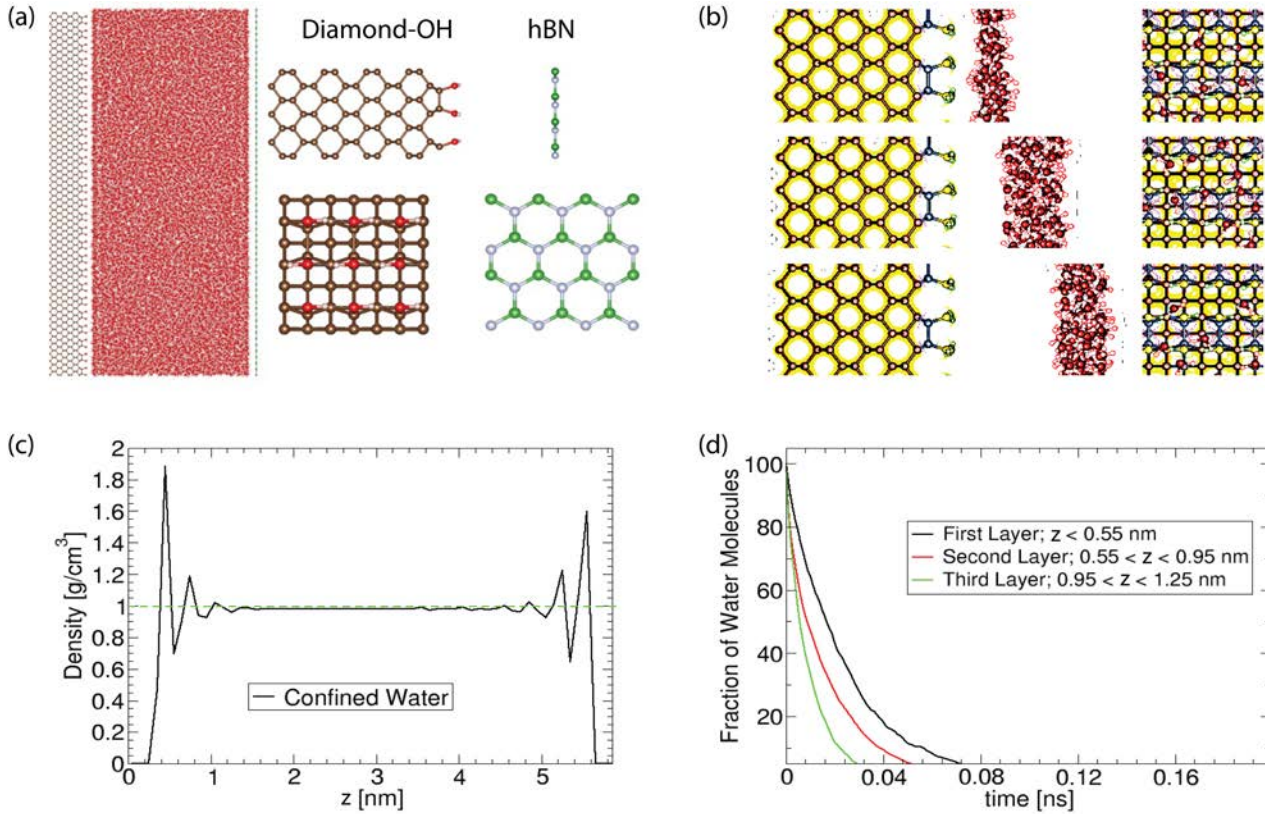 (a)
Diamond-OH hBN
(b)
(c)
2
1.8
1.6
1.4
1.2
1
0.8
0.6
0.4
0.2
0
Density [g/cm³]
Confined Water
0 1 2 3 4 5
z [nm]
(d)
100
80
60
40
20
Fraction of Water Molecules
First Layer; z < 0.55 nm
Second Layer; 0.55 < z < 0.95 nm
Third Layer; 0.95 < z < 1.25 nm
0 0.04 0.08 0.12 0.16
time [ns]